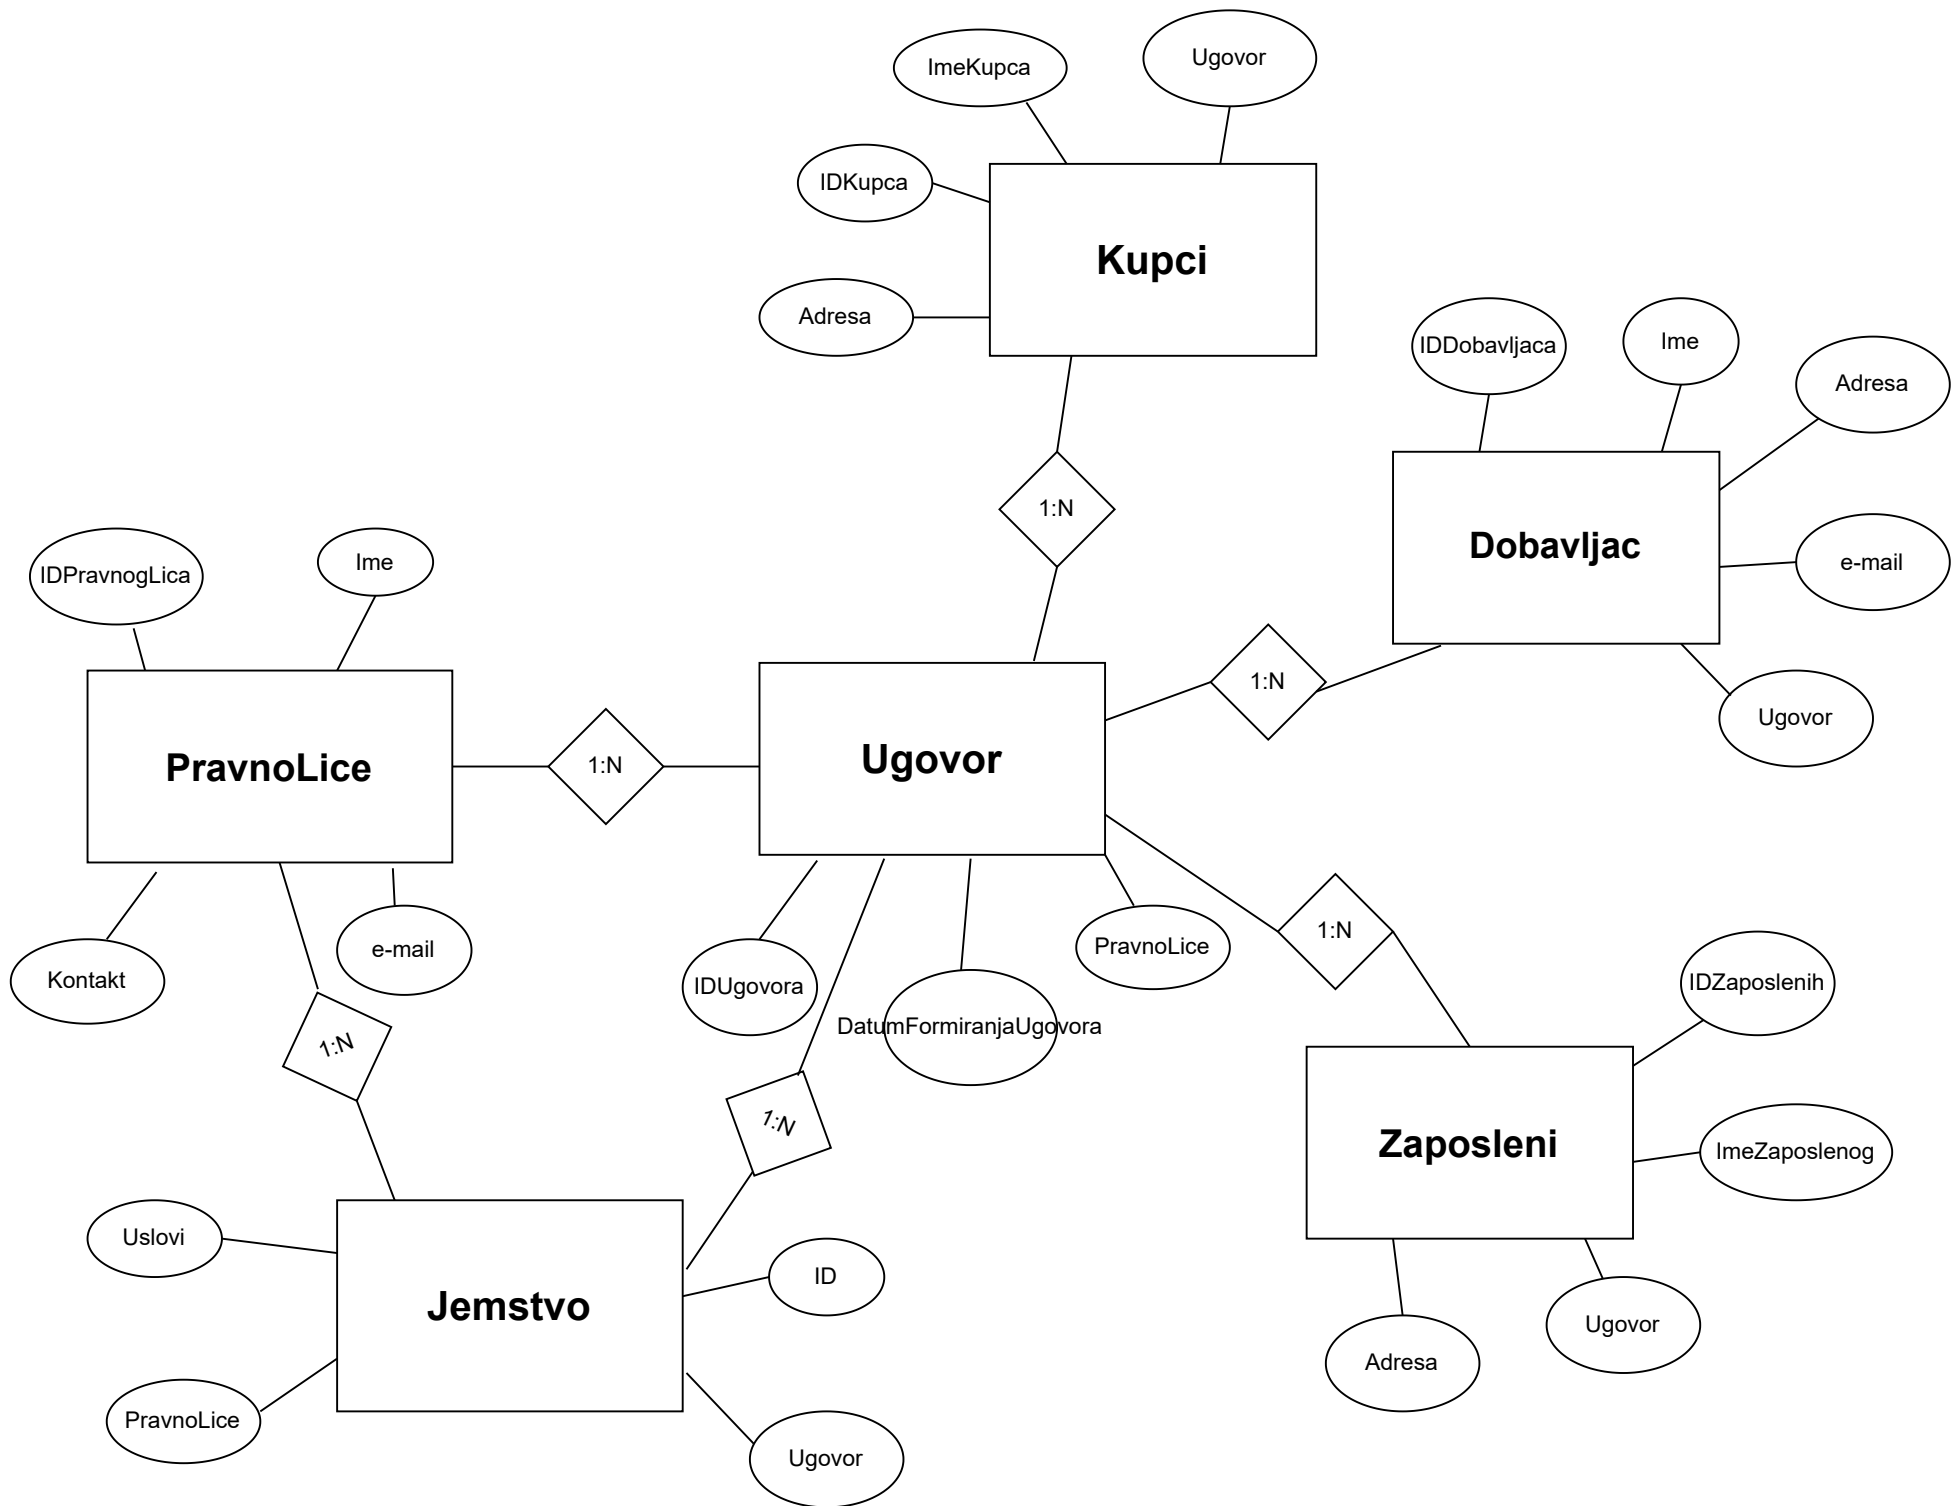 Ugovor
ImeKupca
IDKupca
Kupci
Adresa
IDDobavljaca
Ime
Adresa
1:N
Dobavljac
e-mail
IDPravnogLica
Ime
1:N
Ugovor
PravnoLice
1:N
Ugovor
1:N
PravnoLice
Kontakt
e-mail
IDUgovora
DatumFormiranjaUgovora
IDZaposlenih
1:N
1:N
Zaposleni
ImeZaposlenog
Uslovi
ID
Jemstvo
Ugovor
Adresa
PravnoLice
Ugovor